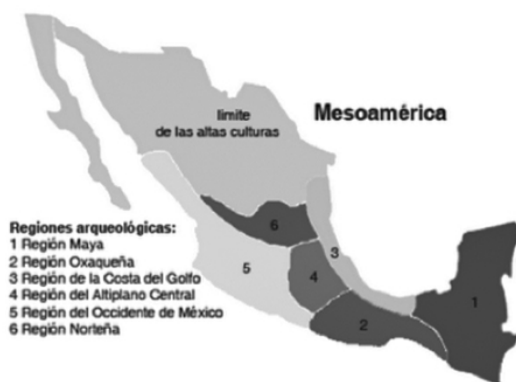 límite
de las altas culturas
Mesoamérica
Regiones arqueológicas:
1 Región Maya
2 Región Oxaqueña
3 Región de la Costa del Golfo
4 Región del Altiplano Central
5 Región del Occidente de México
6 Región Norteña
6
3
5
4
1
2